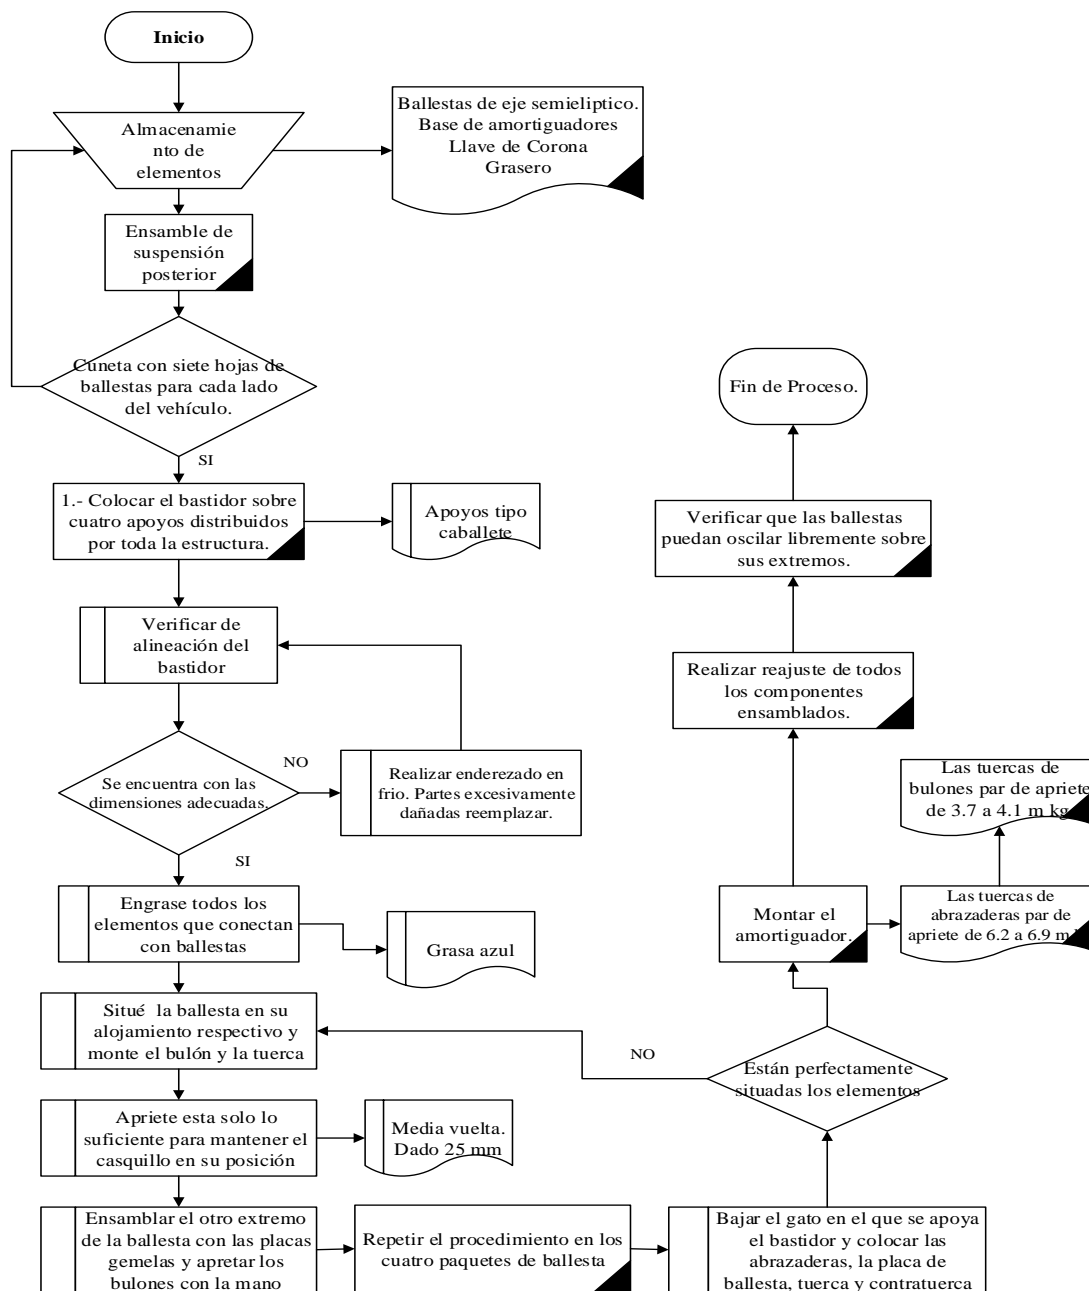 Inicio
Almacenamie
nto de
elementos
Ballestas de eje semieliptico.
Base de amortiguadores
Llave de Corona
Grasero
Ensamble de
suspensión
posterior
Cuneta con siete hojas de
ballestas para cada lado
del vehículo.
SI
1.- Colocar el bastidor sobre
cuatro apoyos distribuidos
por toda la estructura.
Apoyos tipo
caballete
Verificar de
alineación del
bastidor
Se encuentra con las
dimensiones adecuadas.
NO
Realizar enderezado en
frio. Partes excesivamente
dañadas reemplazar.
SI
Engrase todos los
elementos que conectan
con ballestas
Grasa azul
Situé la ballesta en su
alojamiento respectivo y
monte el bulón y la tuerca
Apriete esta solo lo
suficiente para mantener el
casquillo en su posición
Media vuelta.
Dado 25 mm
Ensamblar el otro extremo
de la ballesta con las placas
gemelas y apretar los
bulones con la mano
Repetir el procedimiento en los
cuatro paquetes de ballesta
Bajar el gato en el que se apoya
el bastidor y colocar las
abrazaderas, la placa de
ballesta, tuerca y contratuerca
Están perfectamente
situadas los elementos
NO
Montar el
amortiguador.
Las tuercas de
abrazaderas par de
apriete de 6.2 a 6.9 m
Las tuercas de
bulones par de apriete
de 3.7 a 4.1 m kg
Realizar reajuste de todos
los componentes
ensamblados.
Verificar que las ballestas
puedan oscilar libremente sobre
sus extremos.
Fin de Proceso.